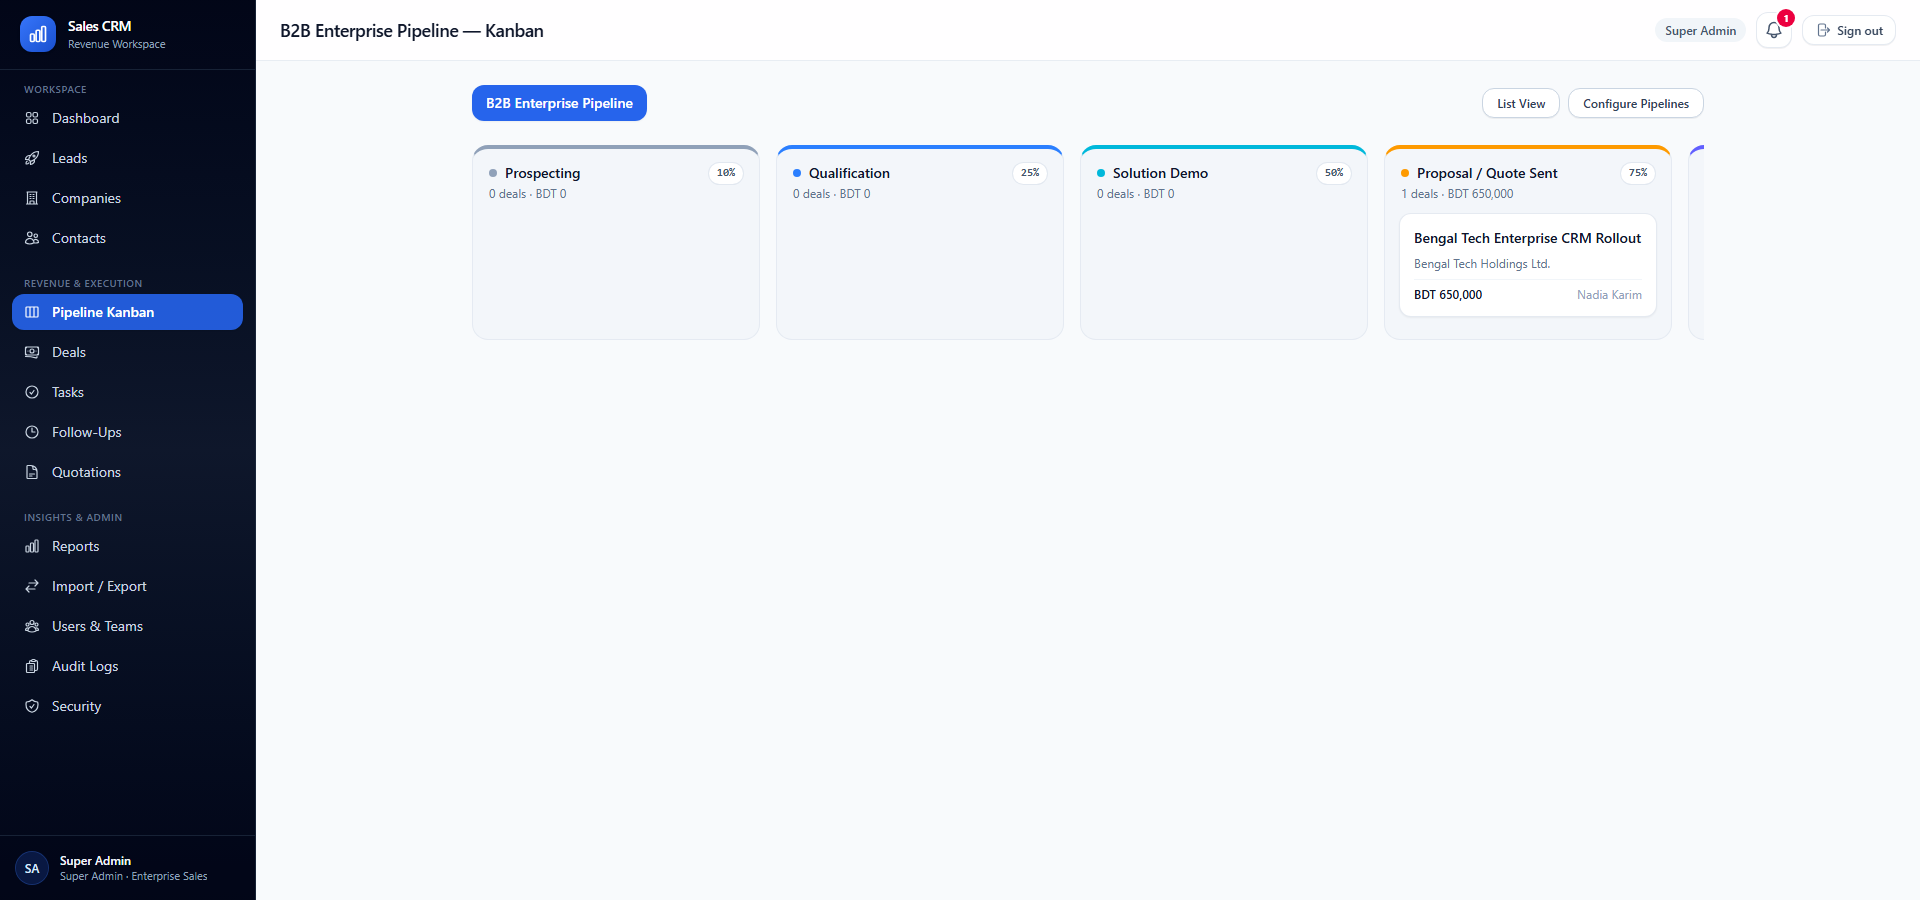 Sales CRM
Revenue Workspace
WORKSPACE
Dashboard
Leads
Companies
Contacts
REVENUE & EXECUTION
Pipeline Kanban
Deals
Tasks
Follow-Ups
Quotations
INSIGHTS & ADMIN
Reports
Import / Export
Users & Teams
Audit Logs
Security
SA
Super Admin
Super Admin · Enterprise Sales
B2B Enterprise Pipeline — Kanban
Super Admin
1
Sign out
B2B Enterprise Pipeline
List View
Configure Pipelines
Prospecting
10%
0 deals · BDT 0
Qualification
25%
0 deals · BDT 0
Solution Demo
50%
0 deals · BDT 0
Proposal / Quote Sent
75%
1 deals · BDT 650,000
Bengal Tech Enterprise CRM Rollout
Bengal Tech Holdings Ltd.
BDT 650,000
Nadia Karim